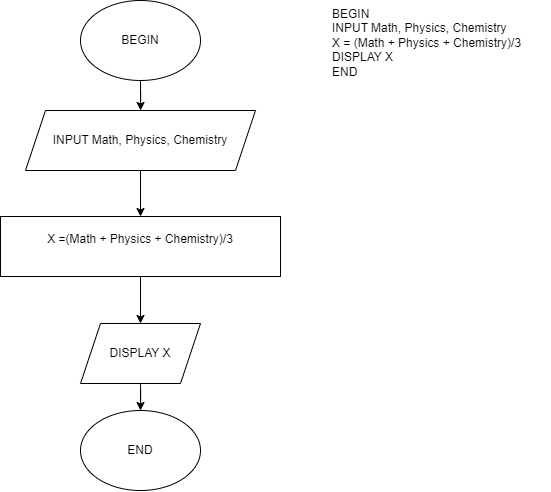 BEGIN
INPUT Math, Physics, Chemistry
X =(Math + Physics + Chemistry)/3
DISPLAY X
END
BEGIN
INPUT Math, Physics, Chemistry
X = (Math + Physics + Chemistry)/3
DISPLAY X
END